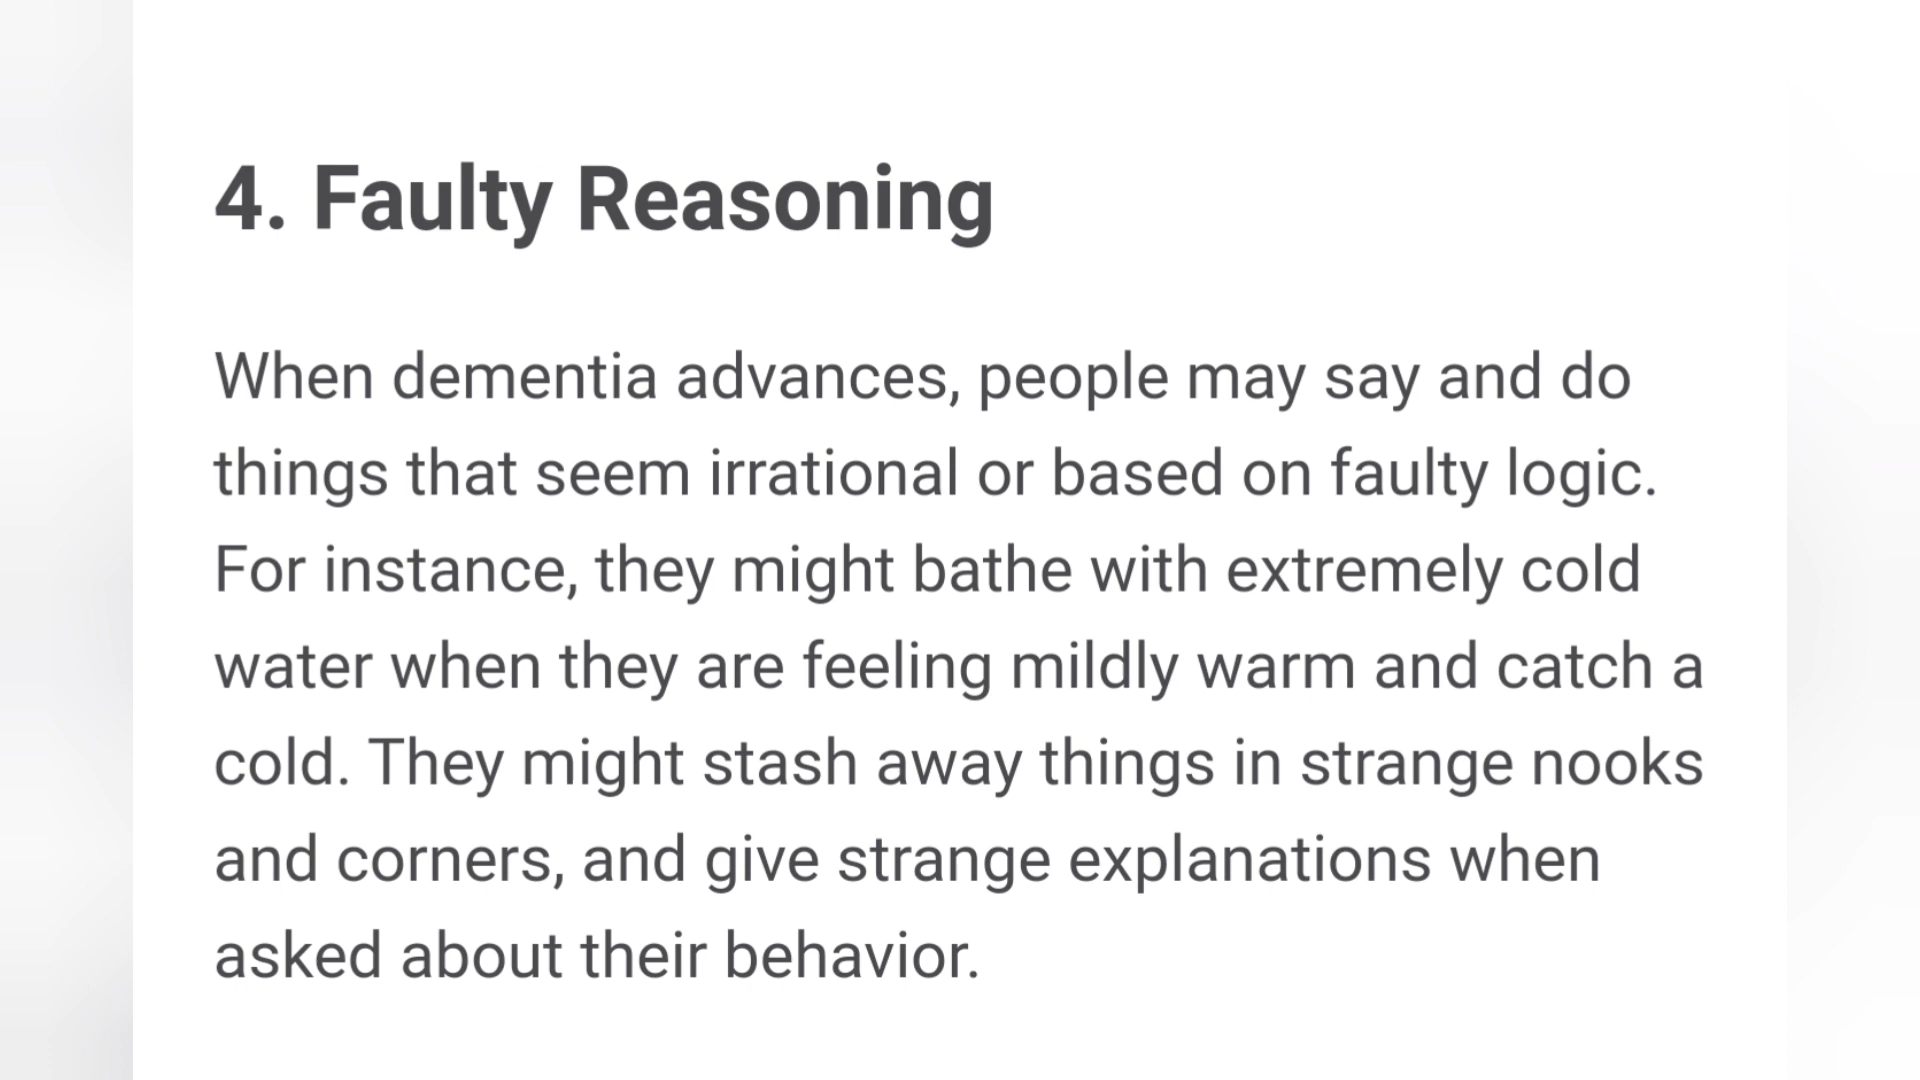 4. Faulty Reasoning
When dementia advances, people may say and do
things that seem irrational or based on faulty logic.
For instance, they might bathe with extremely cold
water when they are feeling mildly warm and catch a
cold. They might stash away things in strange nooks
and corners, and give strange explanations when
asked about their behavior.